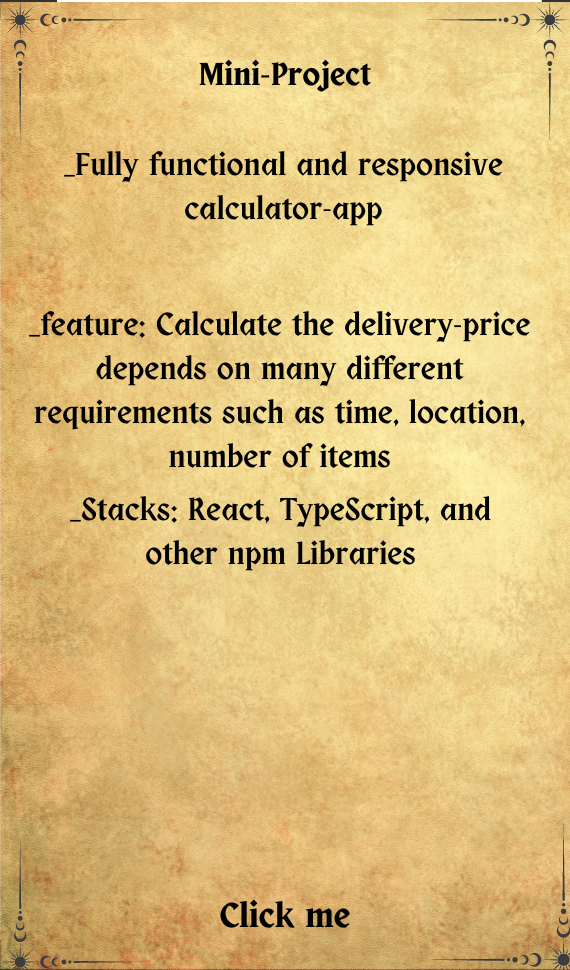 Mini-Project
_Fully functional and responsive
calculator-app
_feature: Calculate the delivery-price
depends on many different
requirements such as time, location,
number of items
_Stacks: React, TypeScript, and
other npm Libraries
Click me